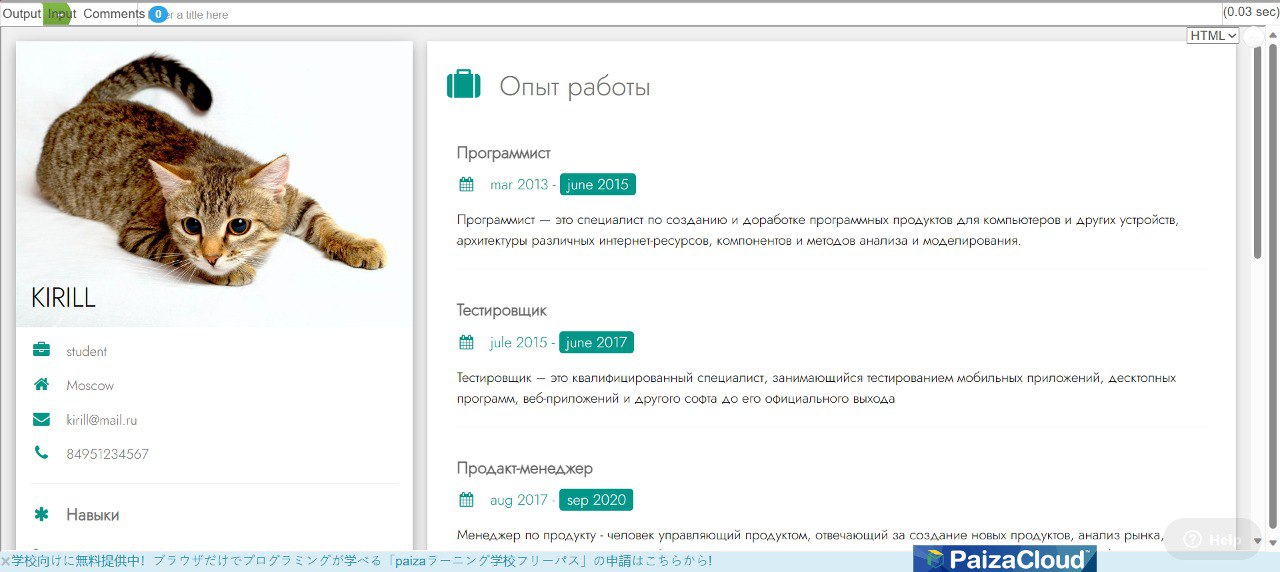 Output Input Comments 0 er a title here (0.03 sec)
HTML
KIRILL
student
Moscow
kirill@mail.ru
84951234567
Навыки
Опыт работы
Программист
mar 2013 - june 2015
Программист — это специалист по созданию и доработке программных продуктов для компьютеров и других устройств,
архитектуры различных интернет-ресурсов, компонентов и методов анализа и моделирования.
Тестировщик
jule 2015 - june 2017
Тестировщик – это квалифицированный специалист, занимающийся тестированием мобильных приложений, десктопных
программ, веб-приложений и другого софта до его официального выхода
Продакт-менеджер
aug 2017 - sep 2020
Менеджер по продукту - человек управляющий продуктом, отвечающий за создание новых продуктов, анализ рынка,
Help
×学校向けに無料提供中! ブラウザだけでプログラミングが学べる「paizaラーニング学校フリーパス」の申請はこちらから!
PaizaCloud